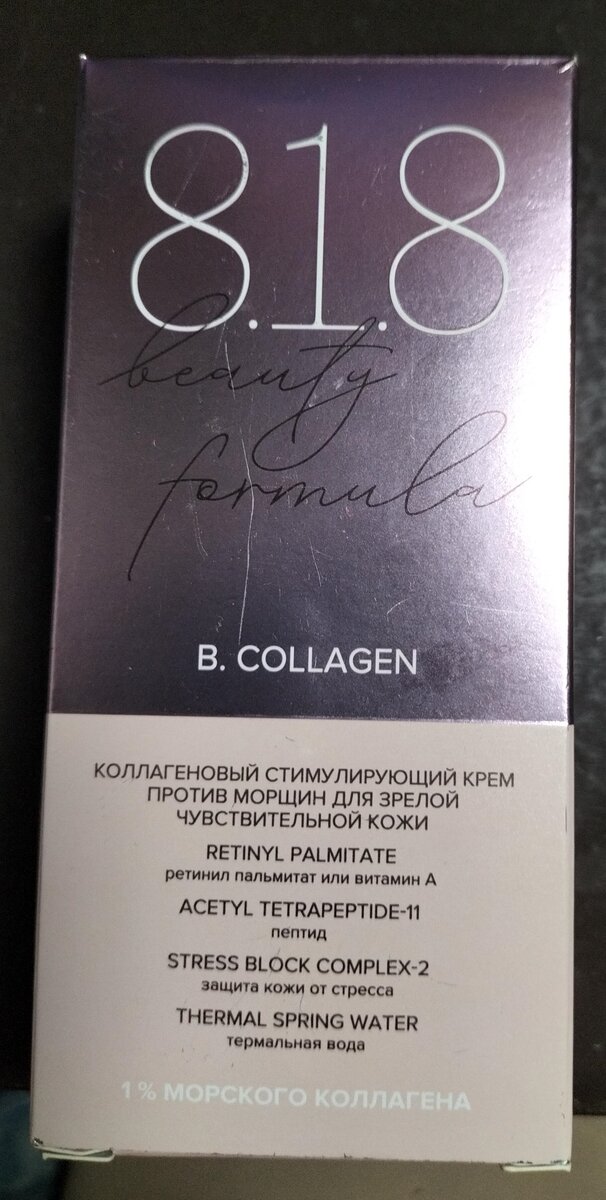 8.1.8
beauty
formula
B. COLLAGEN
КОЛЛАГЕНОВЫЙ СТИМУЛИРУЮЩИЙ КРЕМ
ПРОТИВ МОРЩИН ДЛЯ ЗРЕЛОЙ
ЧУВСТВИТЕЛЬНОЙ КОЖИ
RETINYL PALMITATE
ретинил пальмитат или витамин А
ACETYL TETRAPEPTIDE-11
пептид
STRESS BLOCK COMPLEX-2
защита кожи от стресса
THERMAL SPRING WATER
термальная вода
1 % МОРСКОГО КОЛЛАГЕНА